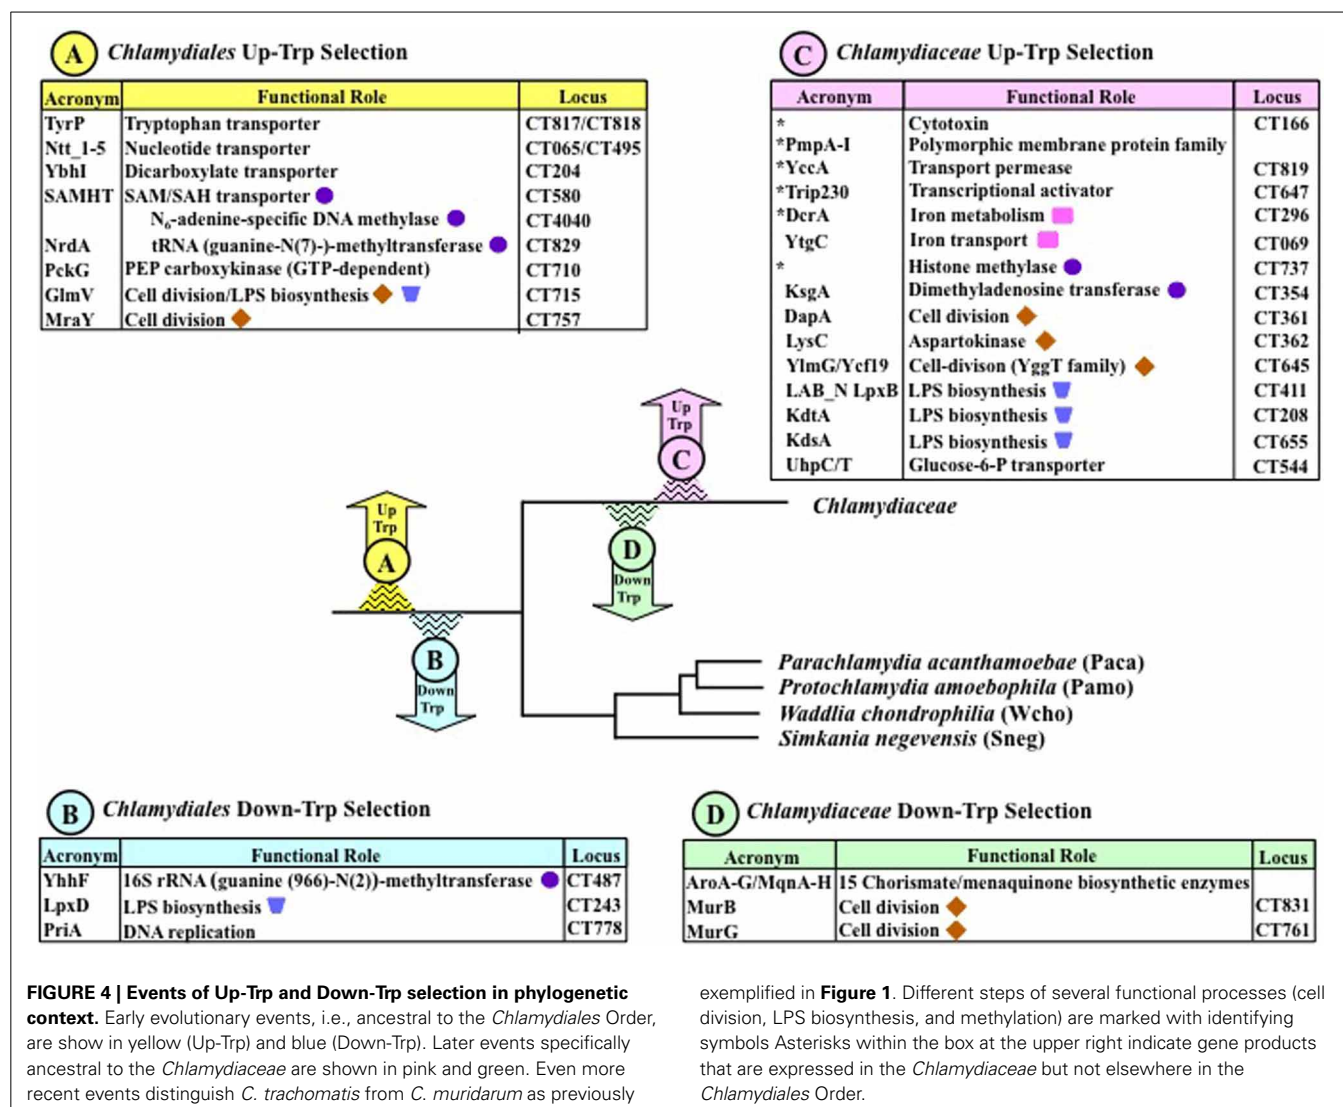 A Chlamydiales Up-Trp Selection
Acronym Functional Role Locus
TyrP Tryptophan transporter CT817/CT818
Ntt_1-5 Nucleotide transporter CT065/CT495
YbhI Dicarboxylate transporter CT204
SAMHT SAM/SAH transporter CT580
N6-adenine-specific DNA methylase CT4040
NrdA tRNA (guanine-N(7)-)-methyltransferase CT829
PckG PEP carboxykinase (GTP-dependent) CT710
GlmV Cell division/LPS biosynthesis CT715
MraY Cell division CT757
C Chlamydiaceae Up-Trp Selection
Acronym Functional Role Locus
* Cytotoxin CT166
*PmpA-I Polymorphic membrane protein family
*YccA Transport permease CT819
*Trip230 Transcriptional activator CT647
*DcrA Iron metabolism CT296
YtgC Iron transport CT069
* Histone methylase CT737
KsgA Dimethyladenosine transferase CT354
DapA Cell division CT361
LysC Aspartokinase CT362
YlmG/Ycf19 Cell-divison (YggT family) CT645
LAB_N LpxB LPS biosynthesis CT411
KdtA LPS biosynthesis CT208
KdsA LPS biosynthesis CT655
UhpC/T Glucose-6-P transporter CT544
Up
Trp
C
Chlamydiaceae
Up
Trp
A
D
Down
Trp
B
Down
Trp
Parachlamydia acanthamoebae (Paca)
Protochlamydia amoebophila (Pamo)
Waddlia chondrophilia (Wcho)
Simkania negevensis (Sneg)
B Chlamydiales Down-Trp Selection
Acronym Functional Role Locus
YhhF 16S rRNA (guanine (966)-N(2))-methyltransferase CT487
LpxD LPS biosynthesis CT243
PriA DNA replication CT778
D Chlamydiaceae Down-Trp Selection
Acronym Functional Role Locus
AroA-G/MqnA-H 15 Chorismate/menaquinone biosynthetic enzymes
MurB Cell division CT831
MurG Cell division CT761
FIGURE 4 | Events of Up-Trp and Down-Trp selection in phylogenetic
context. Early evolutionary events, i.e., ancestral to the Chlamydiales Order,
are show in yellow (Up-Trp) and blue (Down-Trp). Later events specifically
ancestral to the Chlamydiaceae are shown in pink and green. Even more
recent events distinguish C. trachomatis from C. muridarum as previously
exemplified in Figure 1. Different steps of several functional processes (cell
division, LPS biosynthesis, and methylation) are marked with identifying
symbols Asterisks within the box at the upper right indicate gene products
that are expressed in the Chlamydiaceae but not elsewhere in the
Chlamydiales Order.